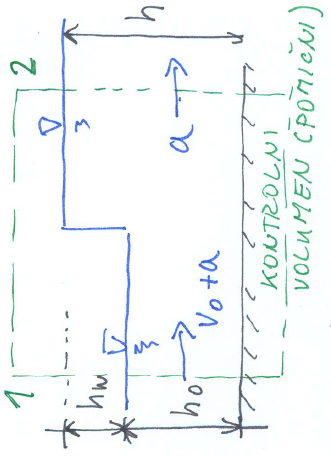 1
2
hw
h
h0
v0+a
a
KONTROLNI
VOLUMEN (POMIČNI)